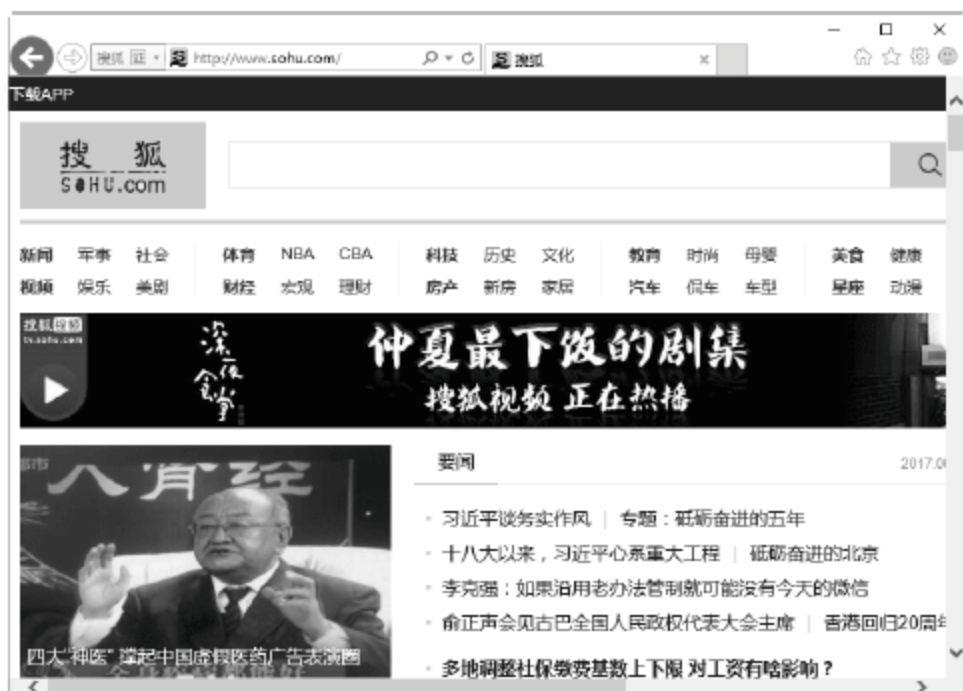 搜狐 http://www.sohu.com/ 搜狐
下载APP
搜 狐
SOHU.com
新闻 军事 社会 体育 NBA CBA 科技 历史 文化 教育 时尚 母婴 美食 健康
视频 娱乐 美剧 财经 宏观 理财 房产 新房 家居 汽车 侃车 车型 星座 动漫
搜狐视频
tv.sohu.com
深夜食堂
仲夏最下饭的剧集
搜狐视频 正在热播
四大"神医"撑起中国虚假医药广告表演圈
要闻 2017.0
习近平谈务实作风 | 专题：砥砺奋进的五年
十八大以来，习近平心系重大工程 | 砥砺奋进的北京
李克强：如果沿用老办法管制就可能没有今天的微信
俞正声会见古巴全国人民政权代表大会主席 | 香港回归20周年
多地调整社保缴费基数上下限 对工资有啥影响？